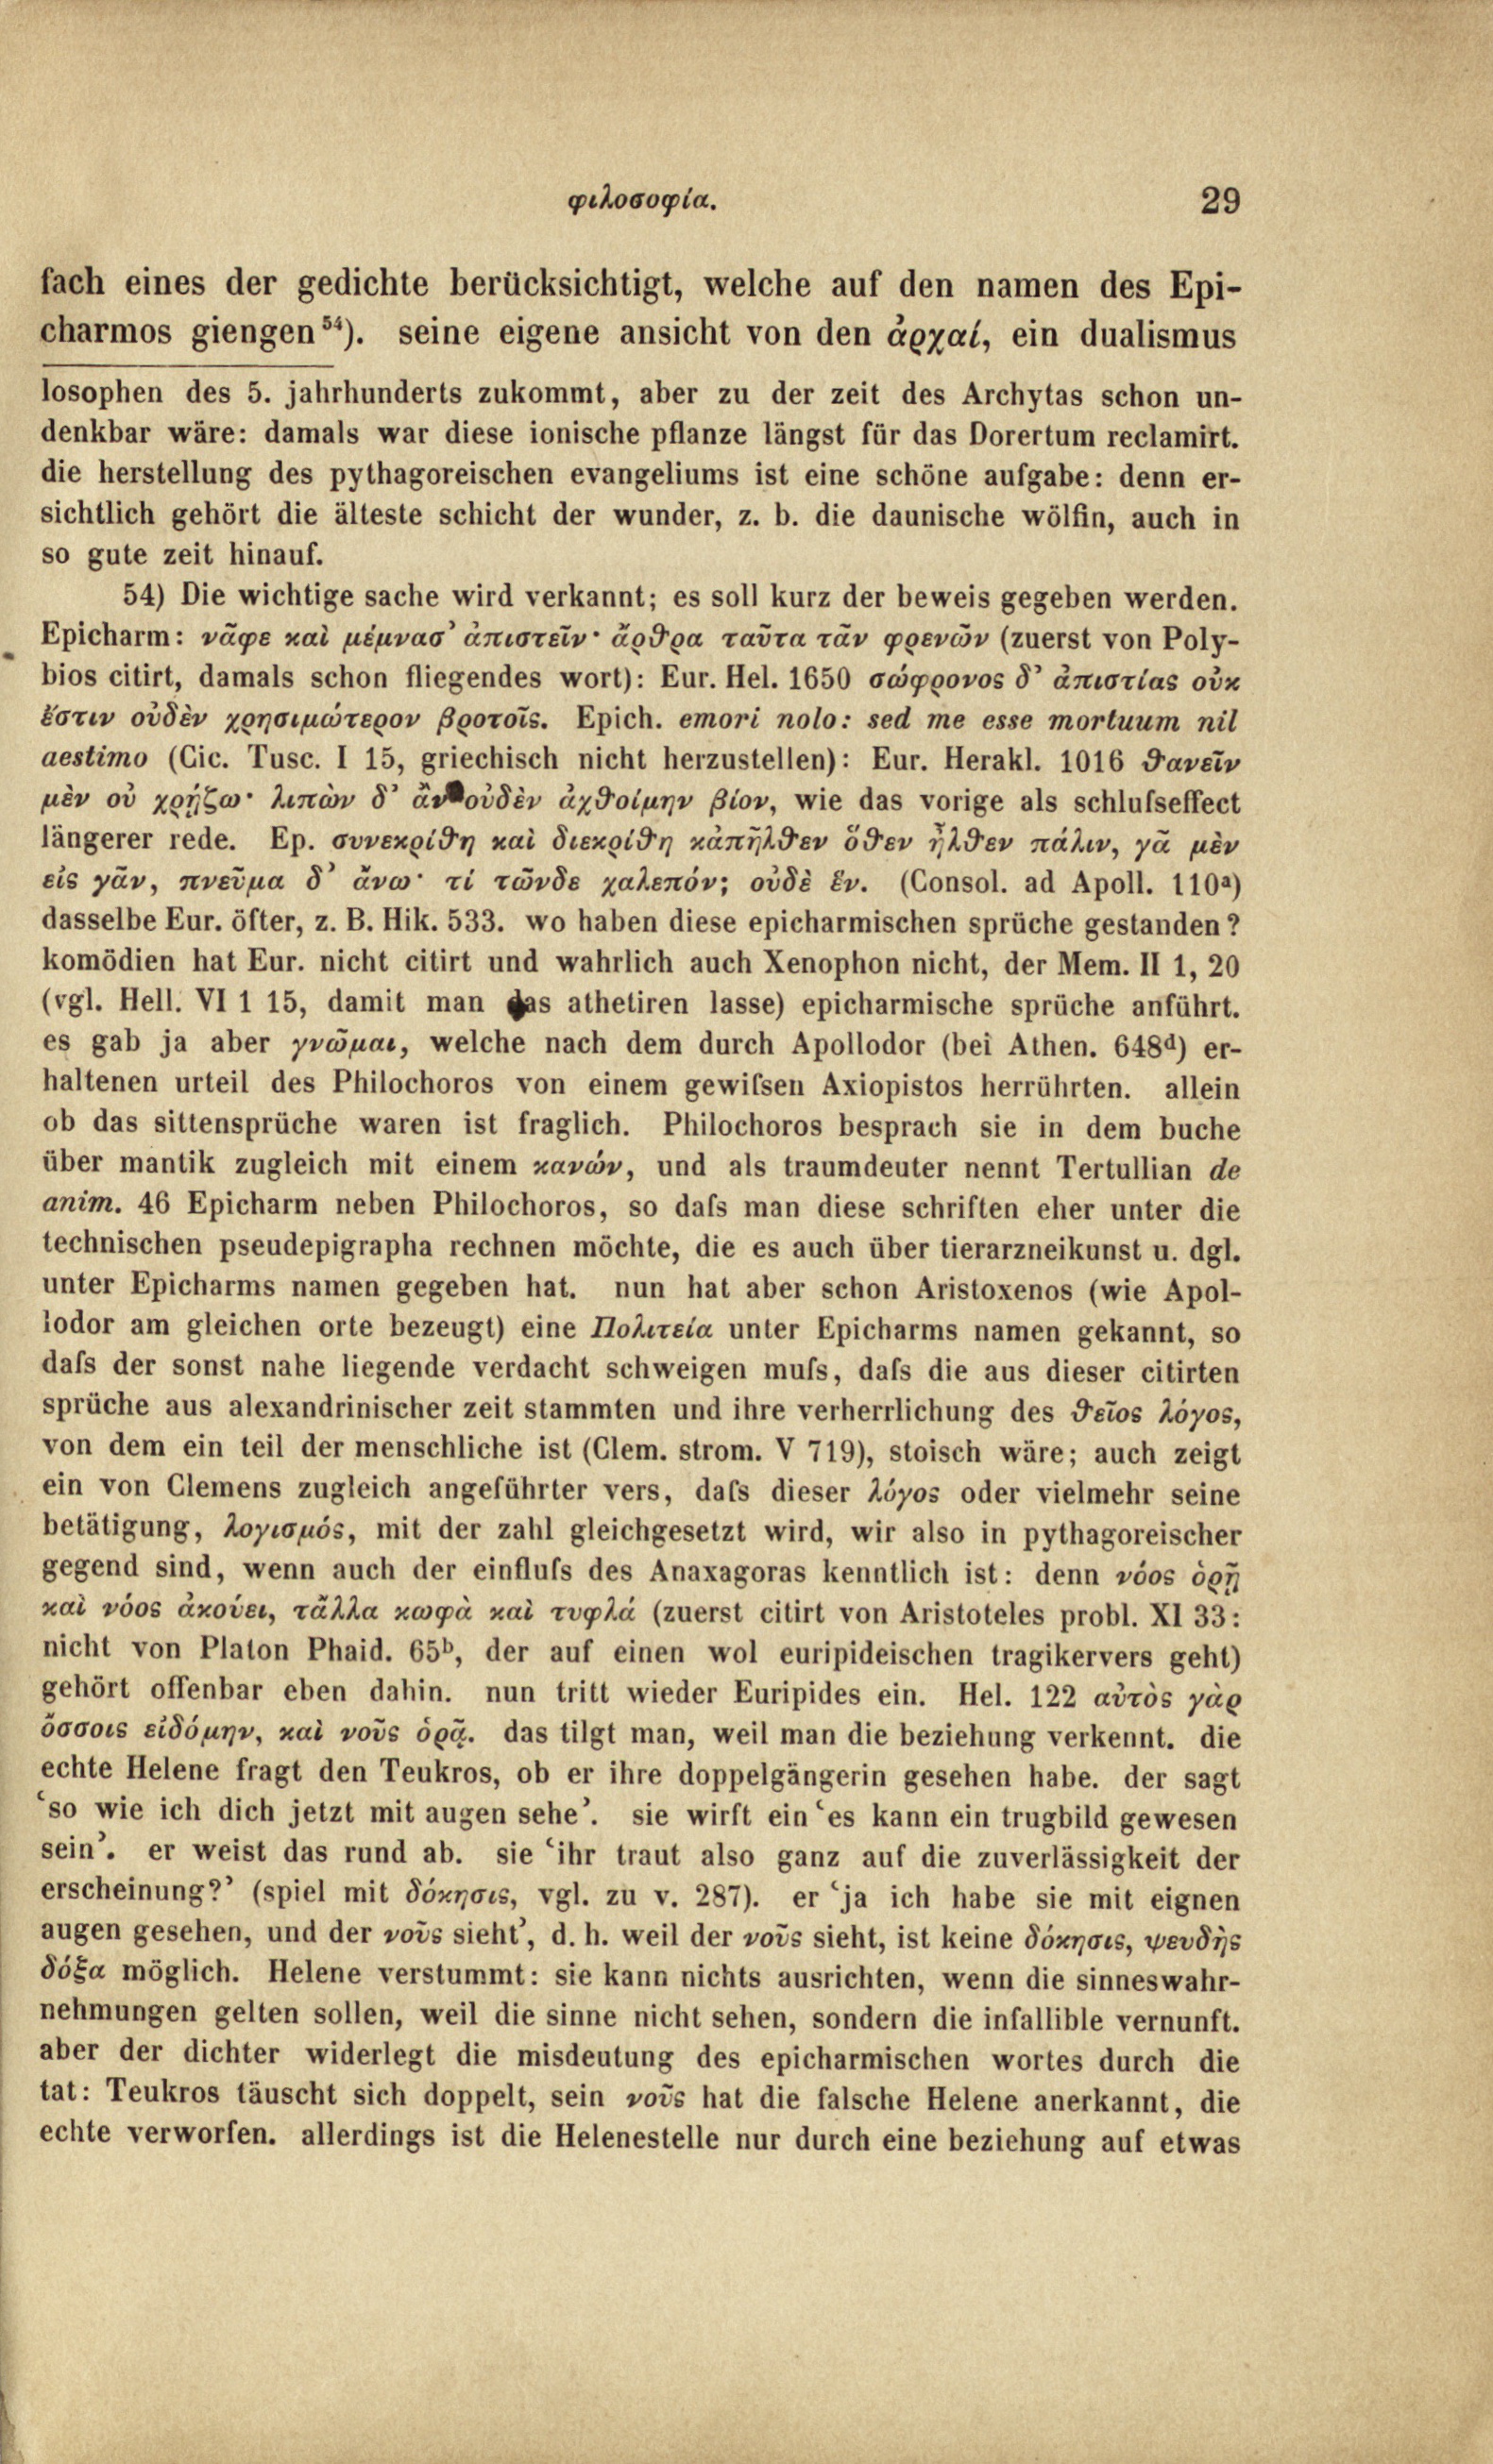 φιλοσοφία. 29
fach eines der gedichte berücksichtigt, welche auf den namen des Epi-
charmos giengen⁵⁴). seine eigene ansicht von den ἀρχαί, ein dualismus
losophen des 5. jahrhunderts zukommt, aber zu der zeit des Archytas schon un-
denkbar wäre: damals war diese ionische pflanze längst für das Dorertum reclamirt.
die herstellung des pythagoreischen evangeliums ist eine schöne aufgabe: denn er-
sichtlich gehört die älteste schicht der wunder, z. b. die daunische wölfin, auch in
so gute zeit hinauf.
54) Die wichtige sache wird verkannt; es soll kurz der beweis gegeben werden.
Epicharm: νᾶφε καὶ μέμνασ᾽ ἀπιστεῖν· ἄρθρα ταῦτα τᾶν φρενῶν (zuerst von Poly-
bios citirt, damals schon fliegendes wort): Eur. Hel. 1650 σώφρονος δ᾽ ἀπιστίας οὐκ
ἔστιν οὐδὲν χρησιμώτερον βροτοῖς. Epich. emori nolo: sed me esse mortuum nil
aestimo (Cic. Tusc. I 15, griechisch nicht herzustellen): Eur. Herakl. 1016 θανεῖν
μὲν οὐ χρῄζω· λιπὼν δ᾽ ἂν οὐδὲν ἀχθοίμην βίον, wie das vorige als schluſseffect
längerer rede. Ep. συνεκρίθη καὶ διεκρίθη κἀπῆλθεν ὅθεν ἦλθεν πάλιν, γᾶ μὲν
εἰς γᾶν, πνεῦμα δ᾽ ἄνω· τί τῶνδε χαλεπόν; οὐδὲ ἕν. (Consol. ad Apoll. 110ᵃ)
dasselbe Eur. öfter, z. B. Hik. 533. wo haben diese epicharmischen sprüche gestanden?
komödien hat Eur. nicht citirt und wahrlich auch Xenophon nicht, der Mem. II 1, 20
(vgl. Hell. VI 1 15, damit man das athetiren lasse) epicharmische sprüche anführt.
es gab ja aber γνῶμαι, welche nach dem durch Apollodor (bei Athen. 648ᵈ) er-
haltenen urteil des Philochoros von einem gewiſsen Axiopistos herrührten. allein
ob das sittensprüche waren ist fraglich. Philochoros besprach sie in dem buche
über mantik zugleich mit einem κανών, und als traumdeuter nennt Tertullian de
anim. 46 Epicharm neben Philochoros, so daſs man diese schriften eher unter die
technischen pseudepigrapha rechnen möchte, die es auch über tierarzneikunst u. dgl.
unter Epicharms namen gegeben hat. nun hat aber schon Aristoxenos (wie Apol-
lodor am gleichen orte bezeugt) eine Πολιτεία unter Epicharms namen gekannt, so
daſs der sonst nahe liegende verdacht schweigen muſs, daſs die aus dieser citirten
sprüche aus alexandrinischer zeit stammten und ihre verherrlichung des θεῖος λόγος,
von dem ein teil der menschliche ist (Clem. strom. V 719), stoisch wäre; auch zeigt
ein von Clemens zugleich angeführter vers, daſs dieser λόγος oder vielmehr seine
betätigung, λογισμός, mit der zahl gleichgesetzt wird, wir also in pythagoreischer
gegend sind, wenn auch der einfluſs des Anaxagoras kenntlich ist: denn νόος ὁρῇ
καὶ νόος ἀκούει, τἄλλα κωφὰ καὶ τυφλά (zuerst citirt von Aristoteles probl. XI 33:
nicht von Platon Phaid. 65ᵇ, der auf einen wol euripideischen tragikervers geht)
gehört offenbar eben dahin. nun tritt wieder Euripides ein. Hel. 122 αὐτὸς γὰρ
ὄσσοις εἰδόμην, καὶ νοῦς ὁρᾷ. das tilgt man, weil man die beziehung verkennt. die
echte Helene fragt den Teukros, ob er ihre doppelgängerin gesehen habe. der sagt
‘so wie ich dich jetzt mit augen sehe’. sie wirft ein ‘es kann ein trugbild gewesen
sein’. er weist das rund ab. sie ‘ihr traut also ganz auf die zuverlässigkeit der
erscheinung?’ (spiel mit δόκησις, vgl. zu v. 287). er ‘ja ich habe sie mit eignen
augen gesehen, und der νοῦς sieht’, d. h. weil der νοῦς sieht, ist keine δόκησις, ψευδὴς
δόξα möglich. Helene verstummt: sie kann nichts ausrichten, wenn die sinneswahr-
nehmungen gelten sollen, weil die sinne nicht sehen, sondern die infallible vernunft.
aber der dichter widerlegt die misdeutung des epicharmischen wortes durch die
tat: Teukros täuscht sich doppelt, sein νοῦς hat die falsche Helene anerkannt, die
echte verworfen. allerdings ist die Helenestelle nur durch eine beziehung auf etwas